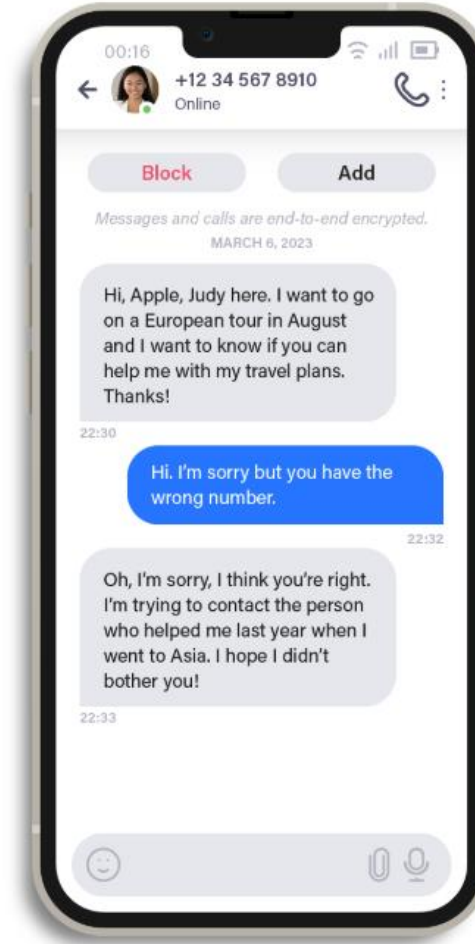 00:16
+12 34 567 8910
Online
Block
Add
Messages and calls are end-to-end encrypted.
MARCH 6, 2023
Hi, Apple, Judy here. I want to go
on a European tour in August
and I want to know if you can
help me with my travel plans.
Thanks!
22:30
Hi. I'm sorry but you have the
wrong number.
22:32
Oh, I'm sorry, I think you're right.
I'm trying to contact the person
who helped me last year when I
went to Asia. I hope I didn't
bother you!
22:33